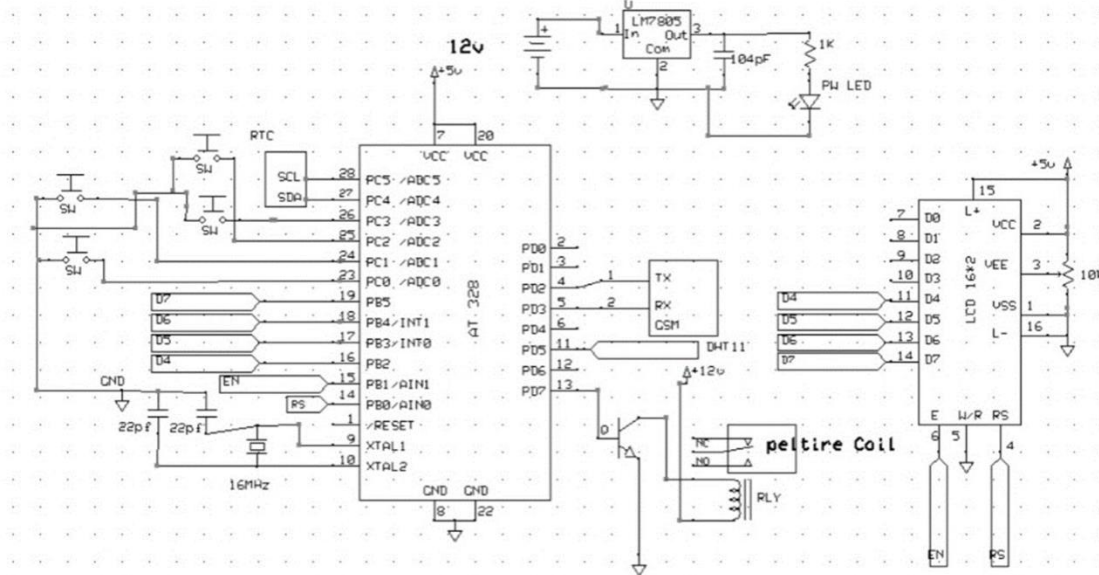 U
LM7805
1 In Out 3
Com
2
104pF
1K
PW LED
12v
+5v
7 20
VCC VCC
RTC
SCL
SDA
SW
SW
SW
SW
28 PC5 /ADC5
27 PC4 /ADC4
26 PC3 /ADC3
25 PC2 /ADC2
24 PC1 /ADC1
23 PC0 /ADC0
19 PB5
18 PB4/INT1
17 PB3/INT0
16 PB2
15 PB1/AIN1
14 PB0/AIN0
1 /RESET
9 XTAL1
10 XTAL2
D7
D6
D5
D4
EN
RS
GND
22pf 22pf
16MHz
AT 328
GND GND
8 22
PD0 2
PD1 3
PD2 4
PD3 5
PD4 6
PD5 11
PD6 12
PD7 13
1 TX
2 RX
GSM
DHT11
+12v
NC
NO
peltire Coil
RLY
+5v
15
L+
7 D0
8 D1
9 D2
10 D3
11 D4
12 D5
13 D6
14 D7
D4
D5
D6
D7
LCD 16*2
VCC 2
VEE 3
VSS 1
L- 16
E W/R RS
6 5 4
EN RS